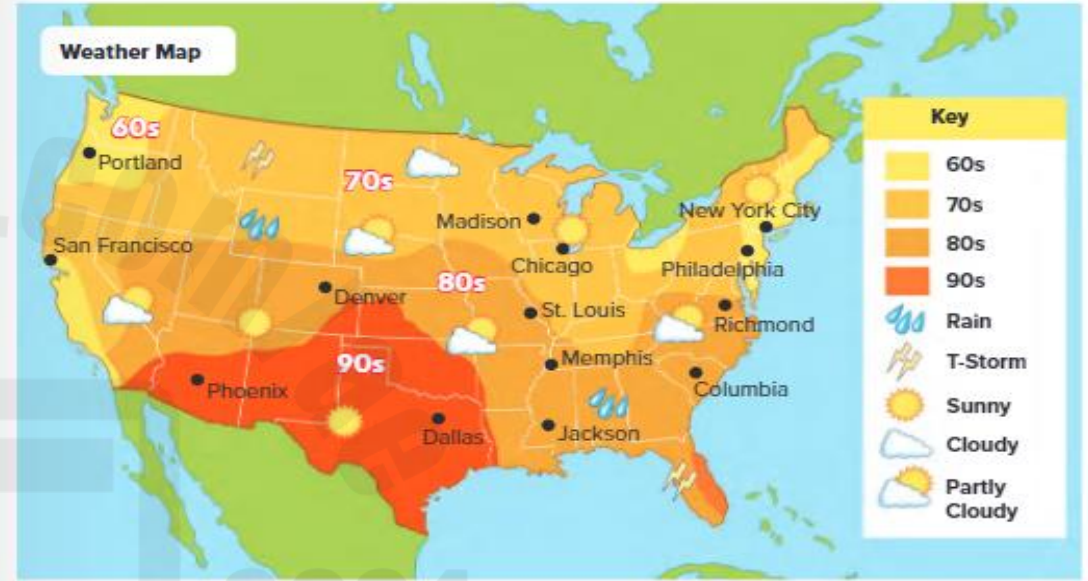 Weather Map
60s
Portland
70s
Madison
New York City
San Francisco
Chicago
Philadelphia
Denver
80s
St. Louis
Richmond
90s
Memphis
Phoenix
Columbia
Dallas
Jackson
Key
60s
70s
80s
90s
Rain
T-Storm
Sunny
Cloudy
Partly
Cloudy